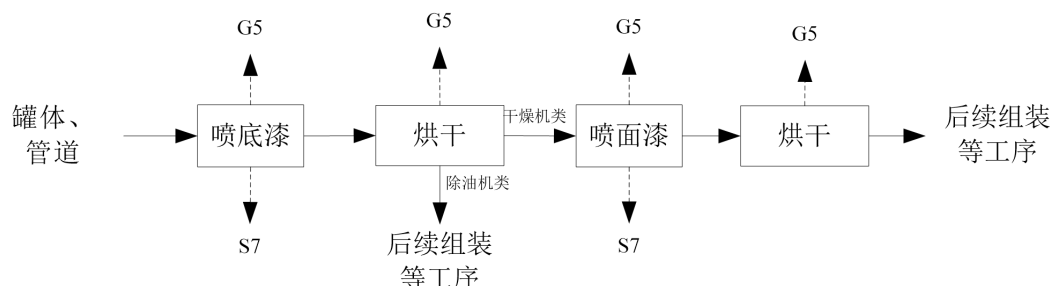 G5
G5
G5
G5
罐体、
管道
喷底漆
烘干
干燥机类
喷面漆
烘干
后续组装
等工序
除油机类
S7
后续组装
等工序
S7